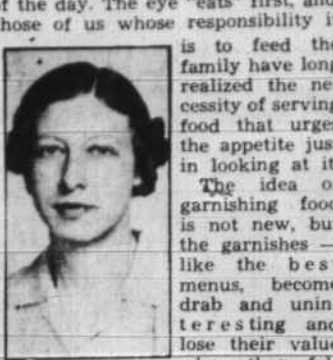 of the day. The eye "eats" first, and
those of us whose responsibility i
is to feed the
family have long
realized the ne-
cessity of serving
food that urges
the appetite just
in looking at it
The idea of
garnishing food
is not new, but
the garnishes —
like the best
menus, become
drab and unin-
teresting and
lose their value